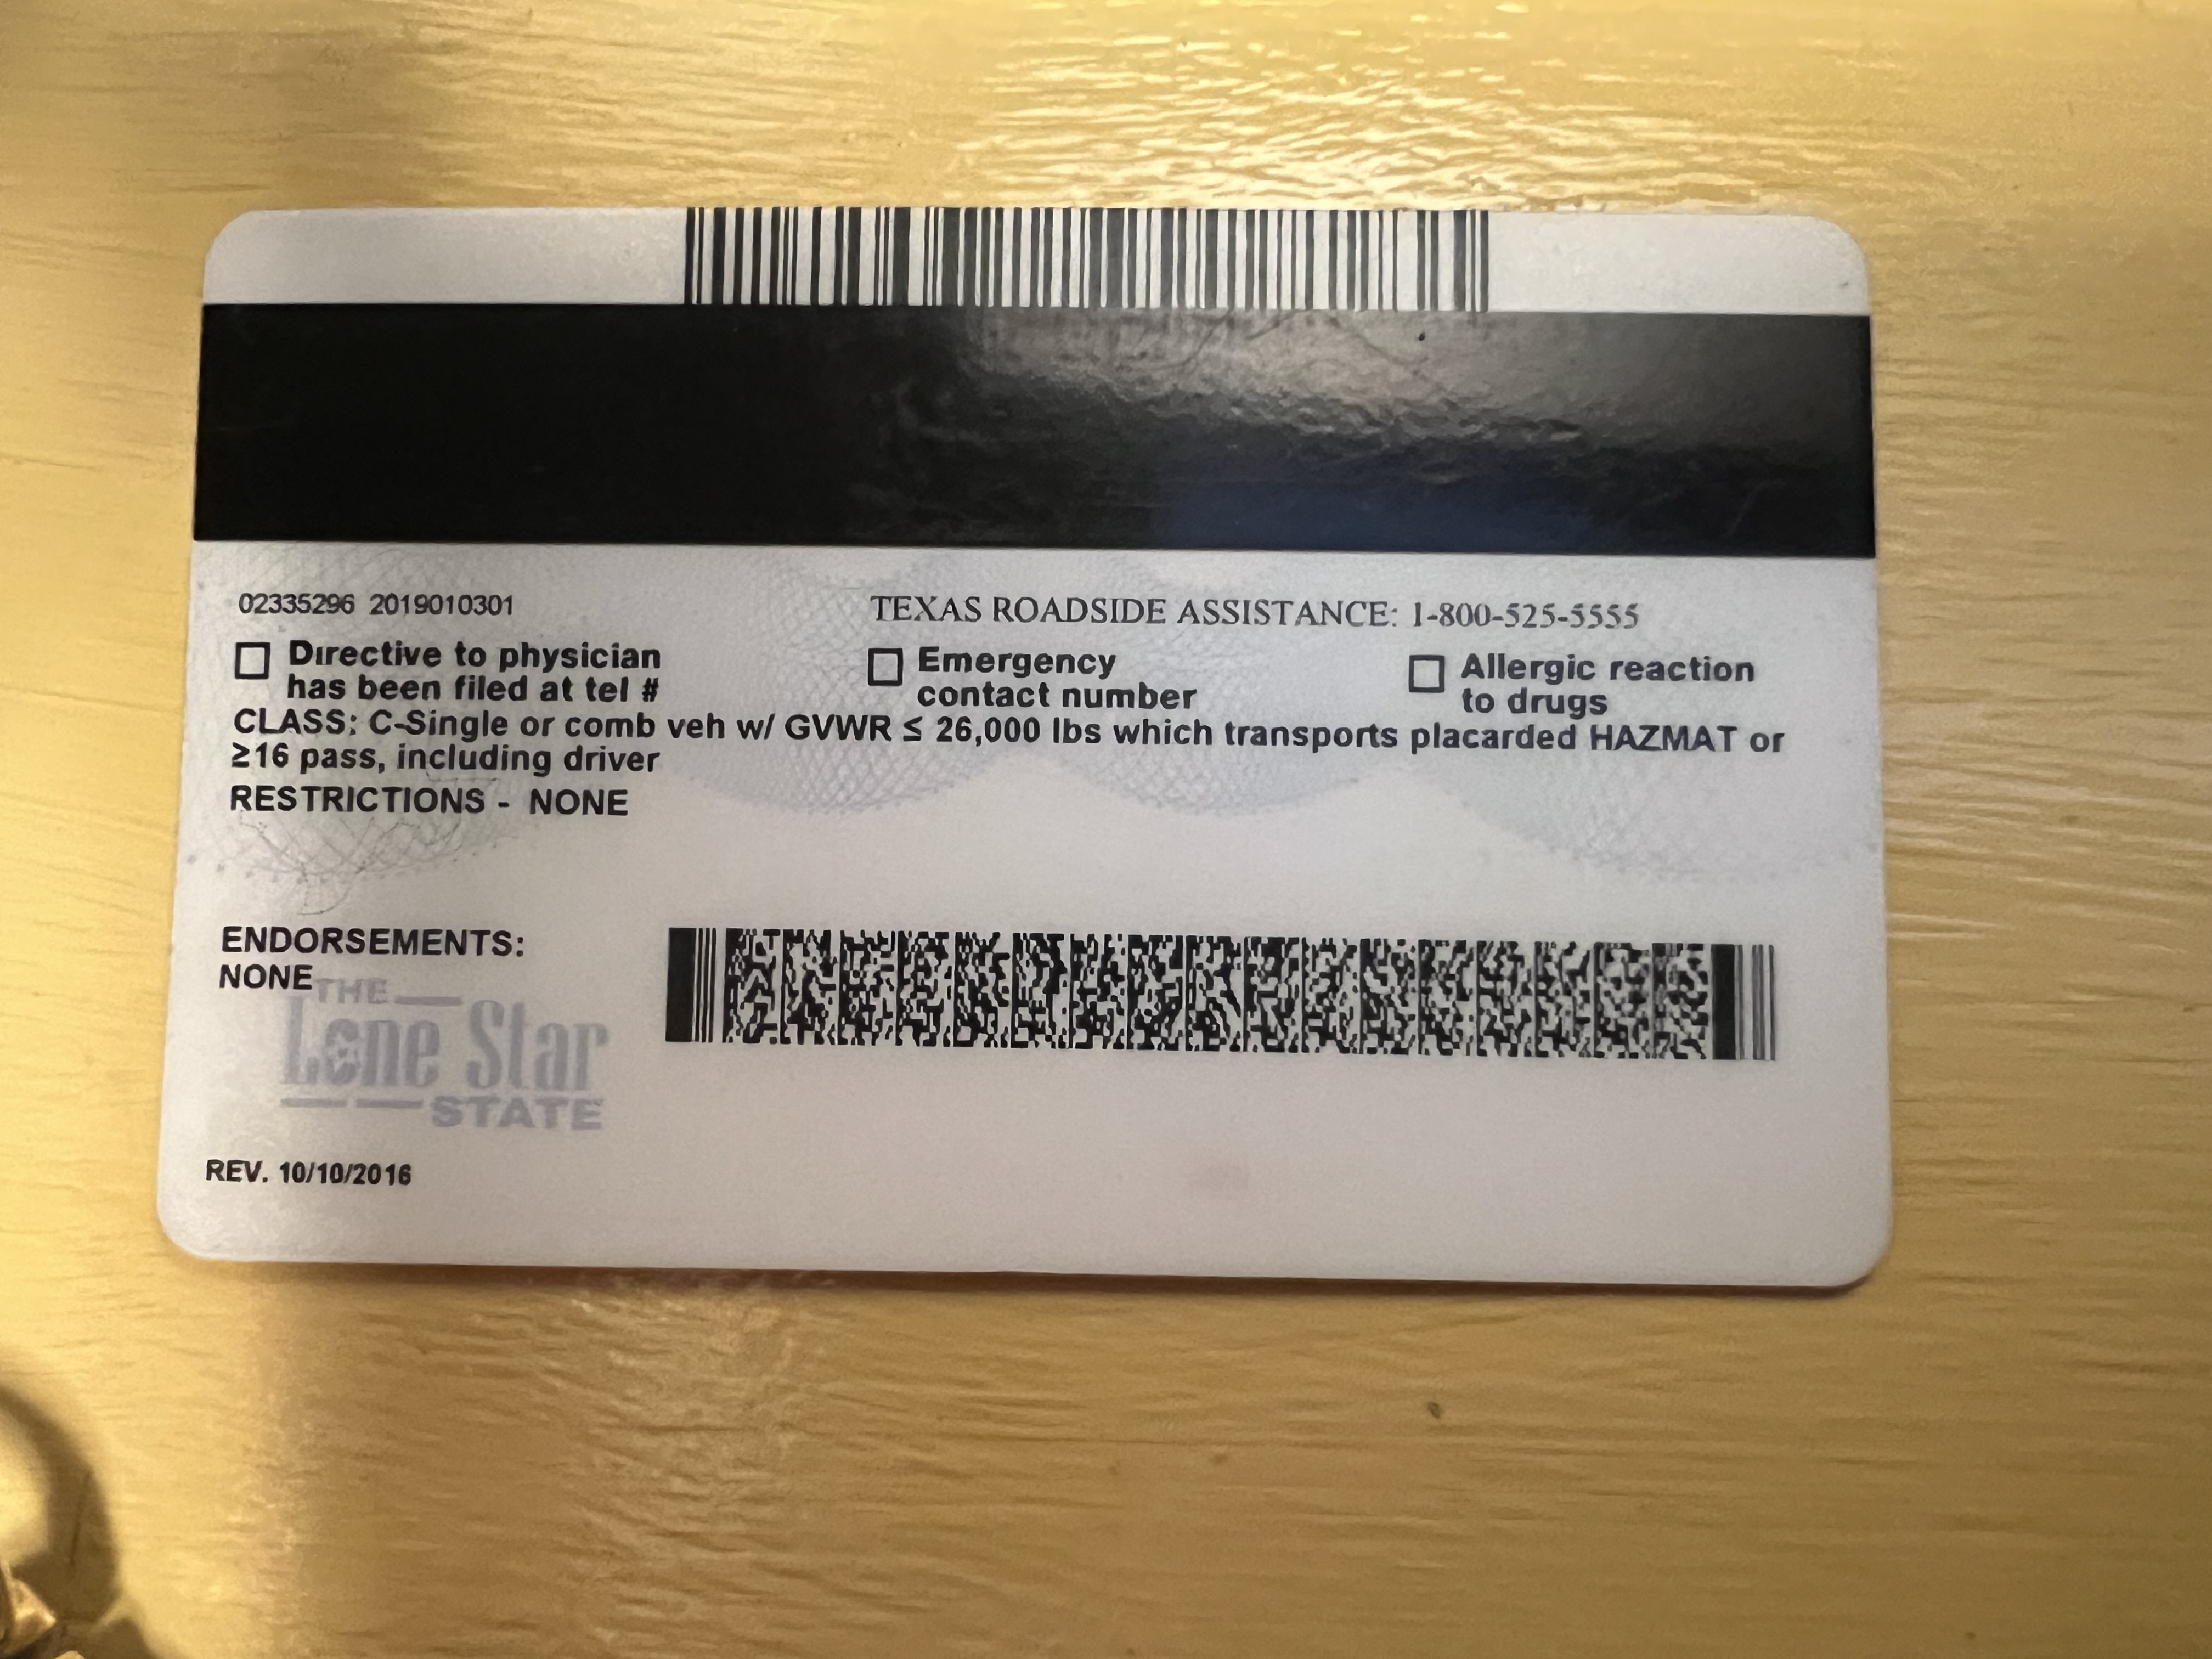 02335296 2019010301
TEXAS ROADSIDE ASSISTANCE: 1-800-525-5555
Directive to physician
has been filed at tel #
Emergency
contact number
Allergic reaction
to drugs
CLASS: C-Single or comb veh w/ GVWR ≤ 26,000 lbs which transports placarded HAZMAT or
≥16 pass, including driver
RESTRICTIONS - NONE
ENDORSEMENTS:
NONE
THE
Lone Star
STATE
REV. 10/10/2016